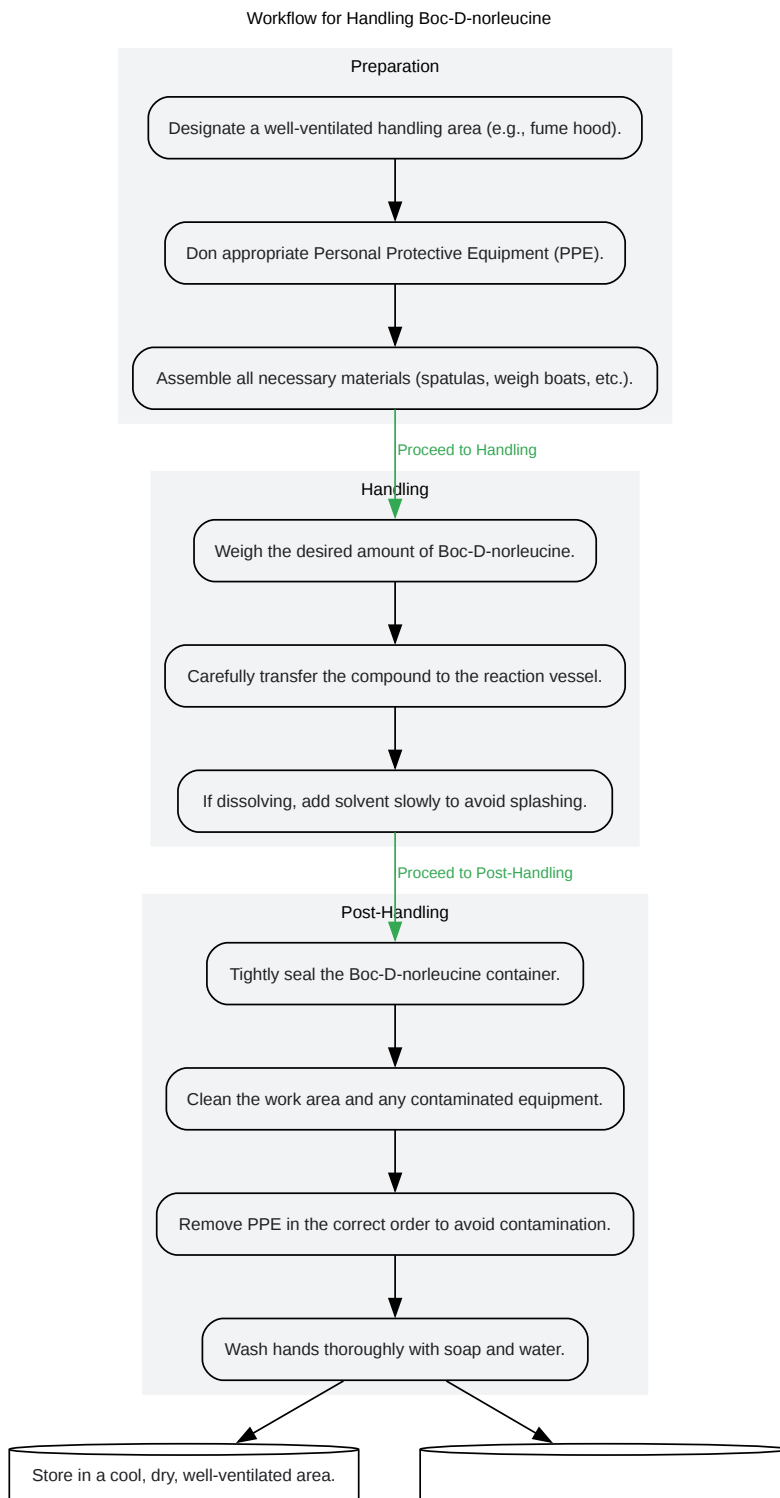 Workflow for Handling Boc-D-norleucine
Preparation
Designate a well-ventilated handling area (e.g., fume hood).
Don appropriate Personal Protective Equipment (PPE).
Assemble all necessary materials (spatulas, weigh boats, etc.).
Proceed to Handling
Handling
Weigh the desired amount of Boc-D-norleucine.
Carefully transfer the compound to the reaction vessel.
If dissolving, add solvent slowly to avoid splashing.
Proceed to Post-Handling
Post-Handling
Tightly seal the Boc-D-norleucine container.
Clean the work area and any contaminated equipment.
Remove PPE in the correct order to avoid contamination.
Wash hands thoroughly with soap and water.
Store in a cool, dry, well-ventilated area.